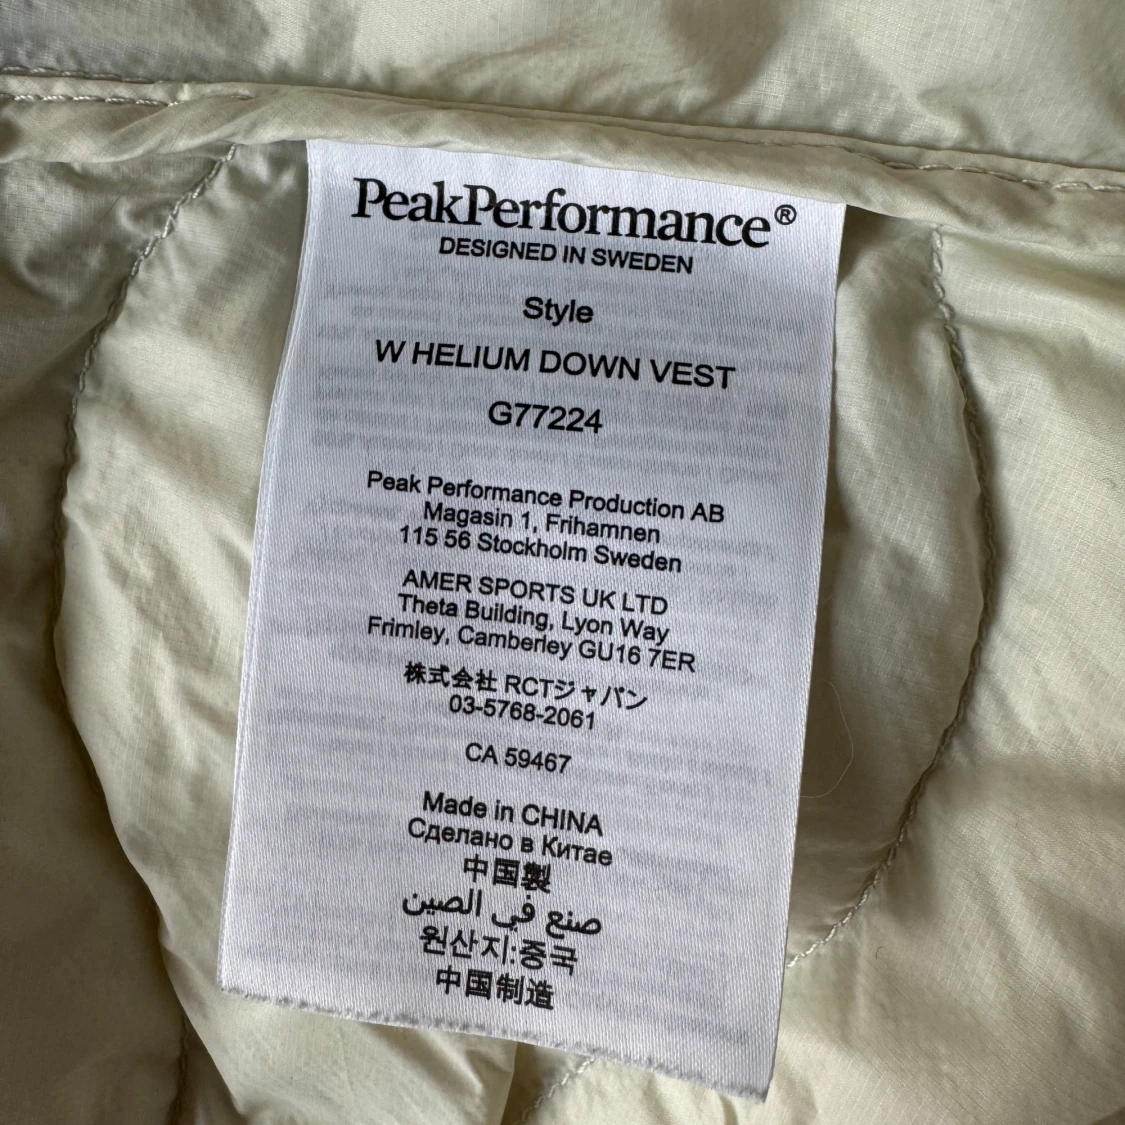 PeakPerformance®
DESIGNED IN SWEDEN
Style
W HELIUM DOWN VEST
G77224
Peak Performance Production AB
Magasin 1, Frihamnen
115 56 Stockholm Sweden
AMER SPORTS UK LTD
Theta Building, Lyon Way
Frimley, Camberley GU16 7ER
株式会社 RCTジャパン
03-5768-2061
CA 59467
Made in CHINA
Сделано в Китае
中国製
صنع في الصين
원산지:중국
中国制造